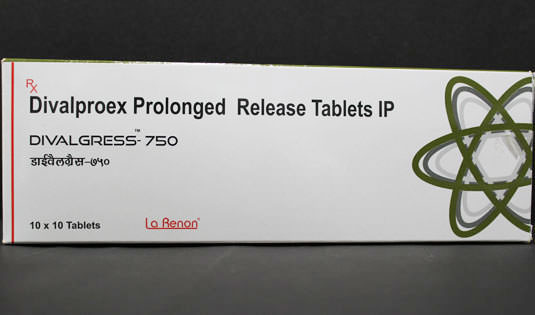 Rx
Divalproex Prolonged Release Tablets IP
DIVALGRESS™-750
डाईवैलग्रैस-७५०
10 x 10 Tablets
La Renon®